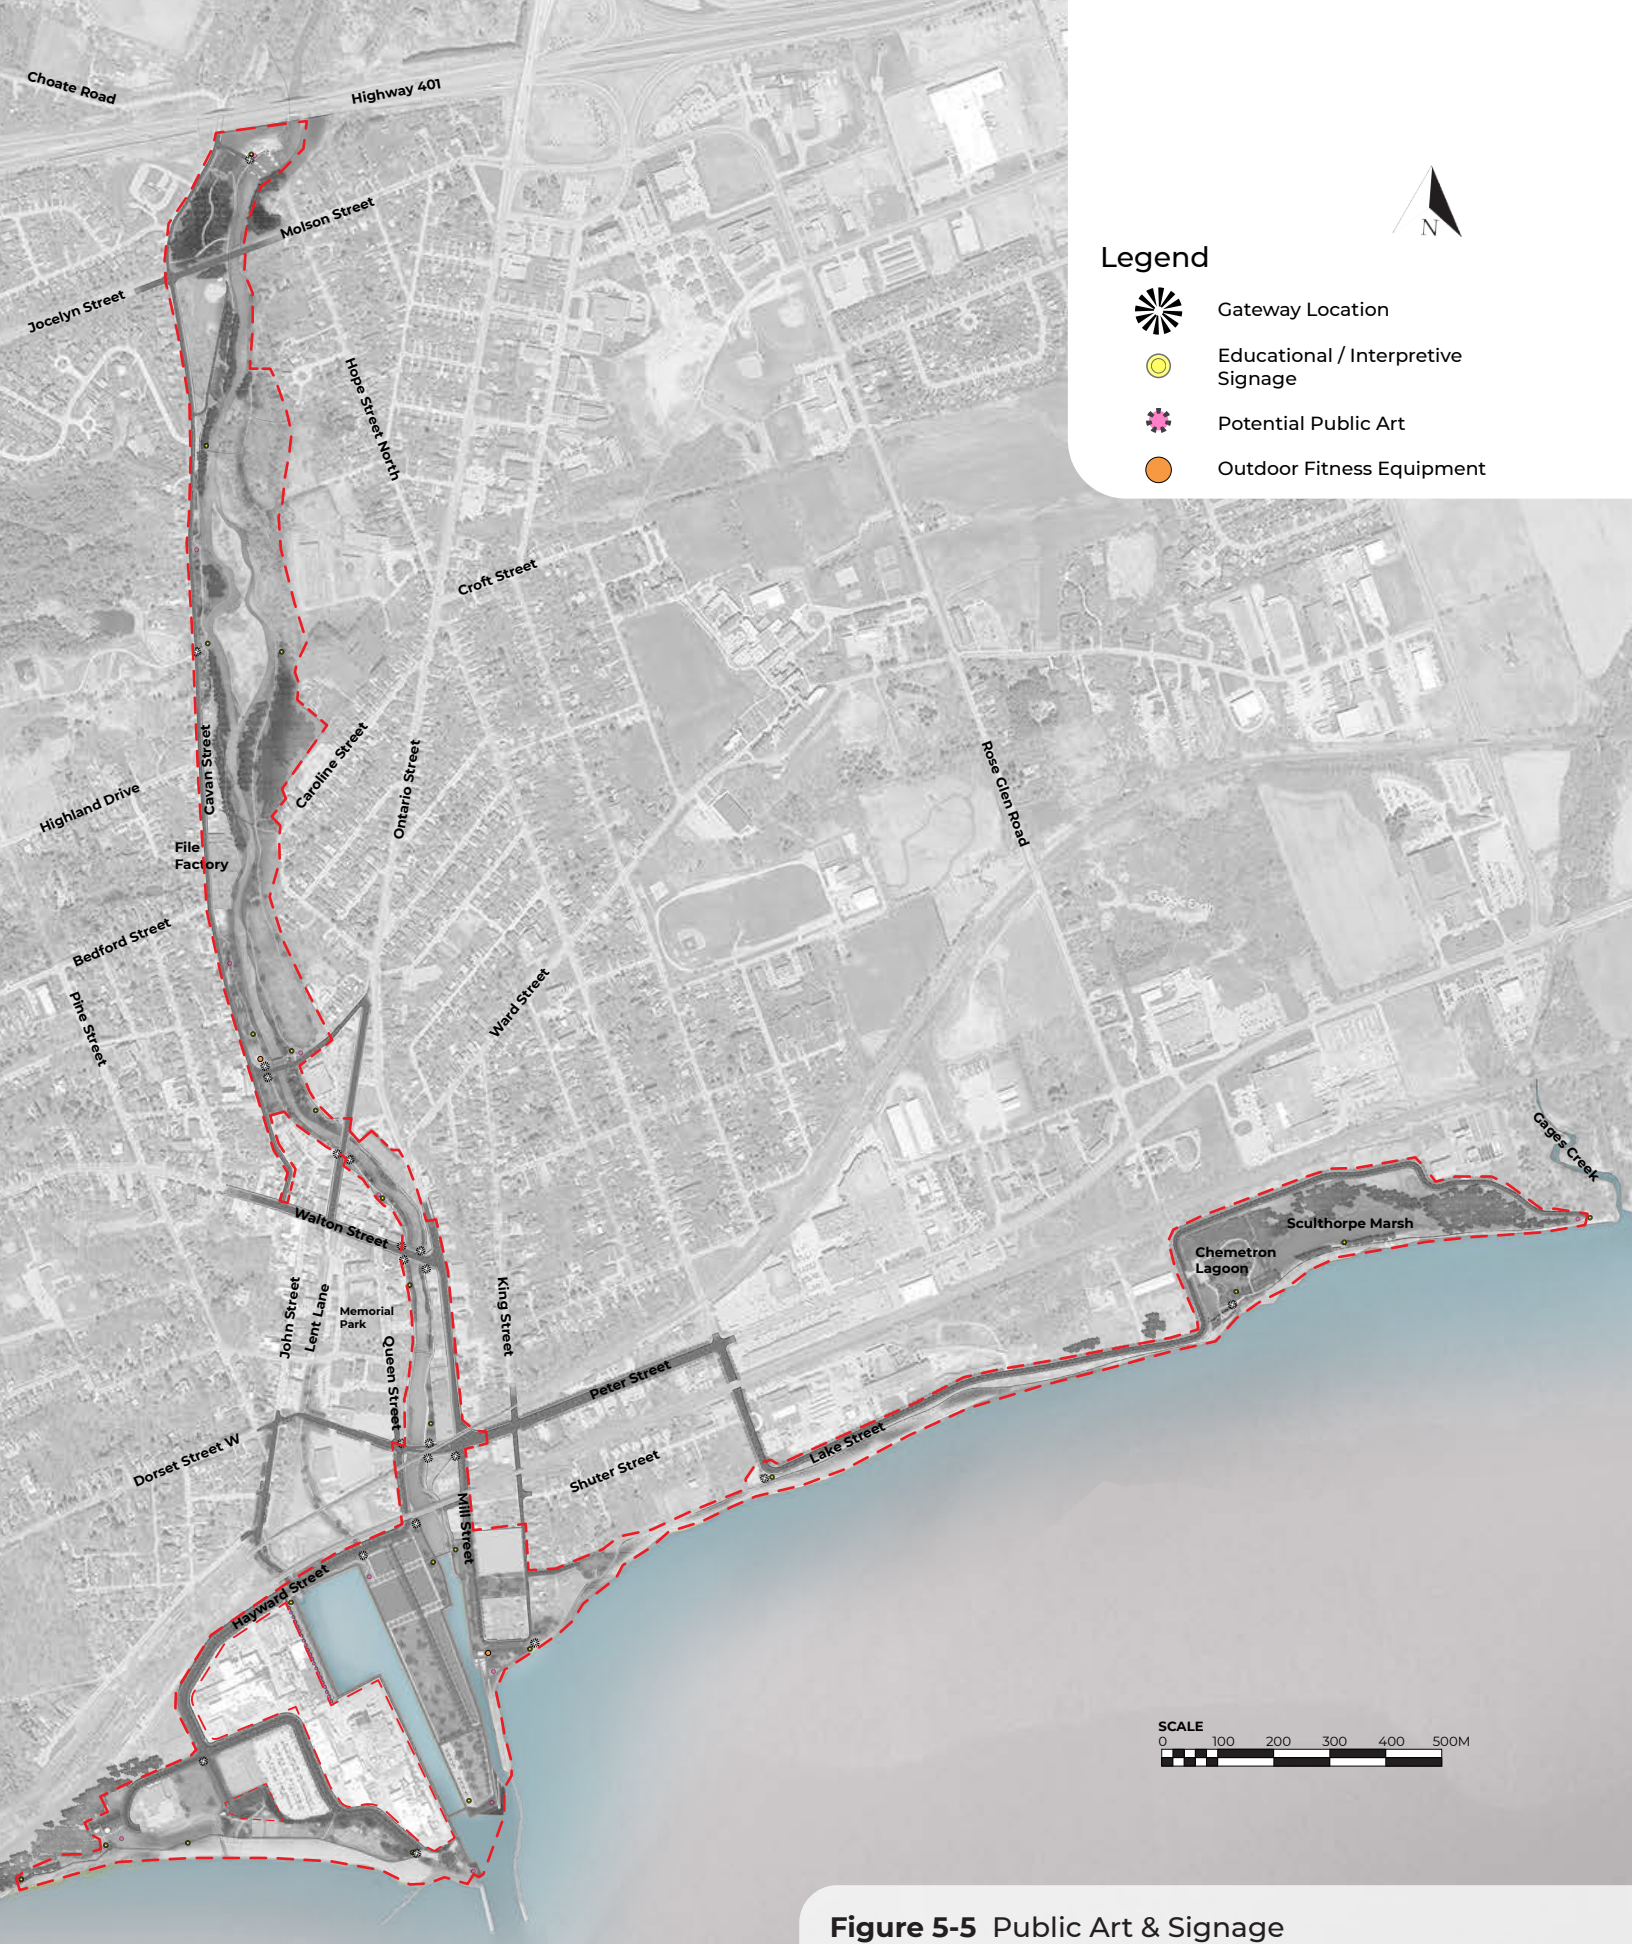 Choate Road
Highway 401
Molson Street
Jocelyn Street
N
Legend
Gateway Location
Educational / Interpretive
Signage
Potential Public Art
Outdoor Fitness Equipment
Hope Street North
Croft Street
Cavan Street
Caroline Street
Ontario Street
Rose Glen Road
Highland Drive
File
Factory
Google Earth
Bedford Street
Pine Street
Ward Street
Gages Creek
Walton Street
Sculthorpe Marsh
Chemetron
Lagoon
John Street
Lent Lane
Memorial
Park
Queen Street
King Street
Peter Street
Dorset Street W
Lake Street
Shuter Street
Mill Street
Hayward Street
SCALE
0 100 200 300 400 500M
Figure 5-5 Public Art & Signage